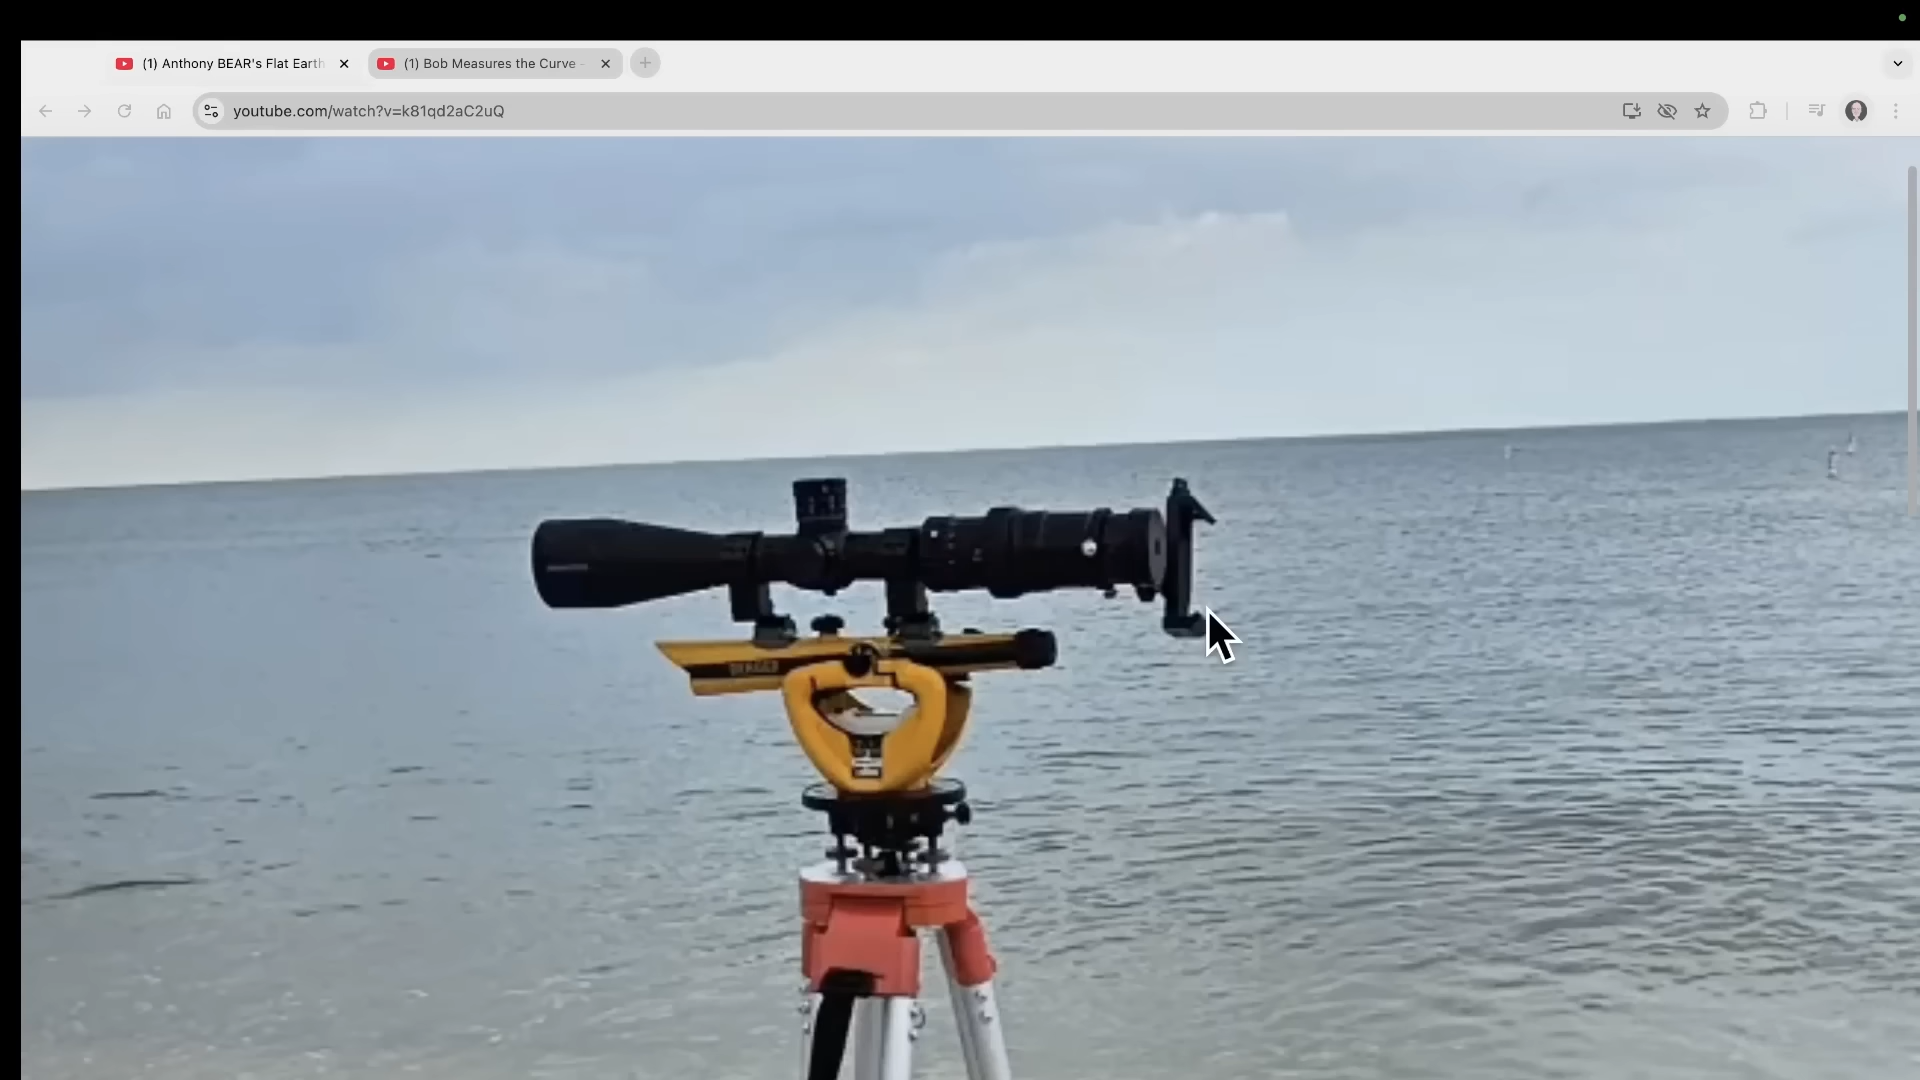 (1) Anthony BEAR's Flat Earth
(1) Bob Measures the Curve -
youtube.com/watch?v=k81qd2aC2uQ